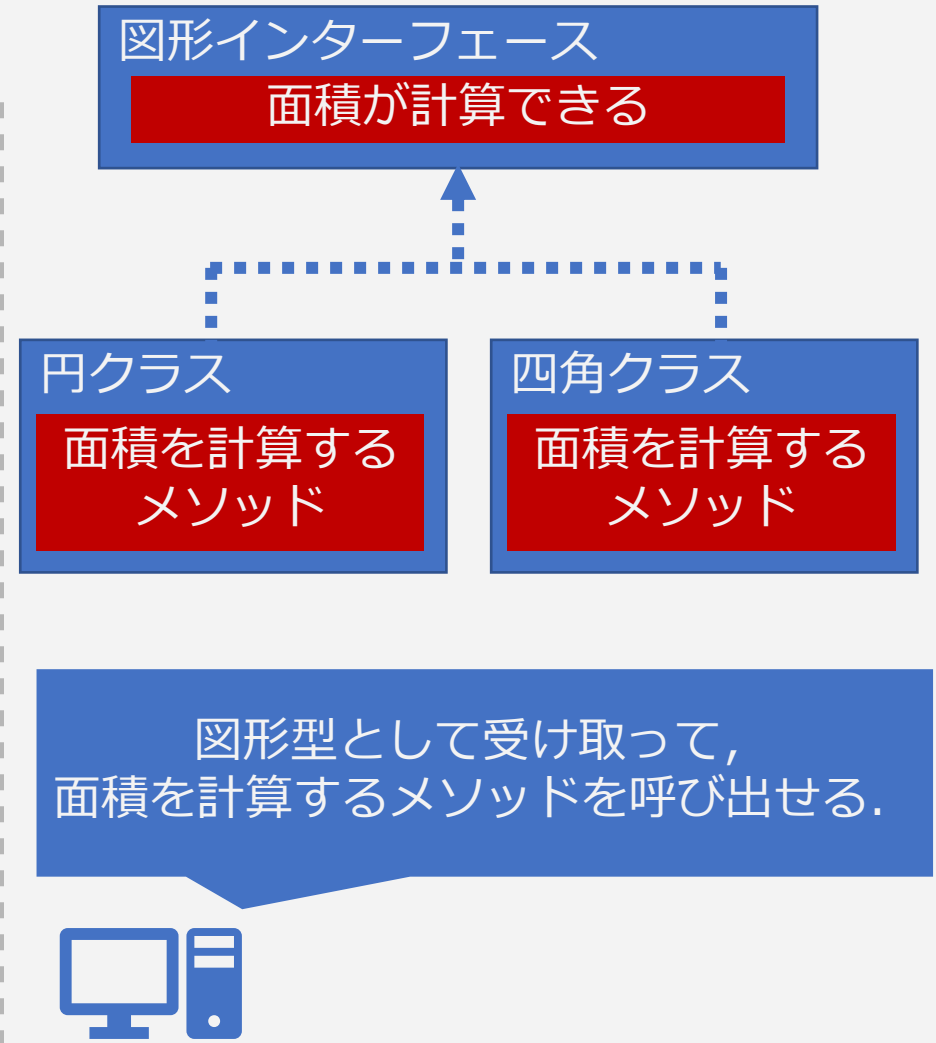 図形インターフェース
面積が計算できる
円クラス
面積を計算する
メソッド
四角クラス
面積を計算する
メソッド
図形型として受け取って,
面積を計算するメソッドを呼び出せる.